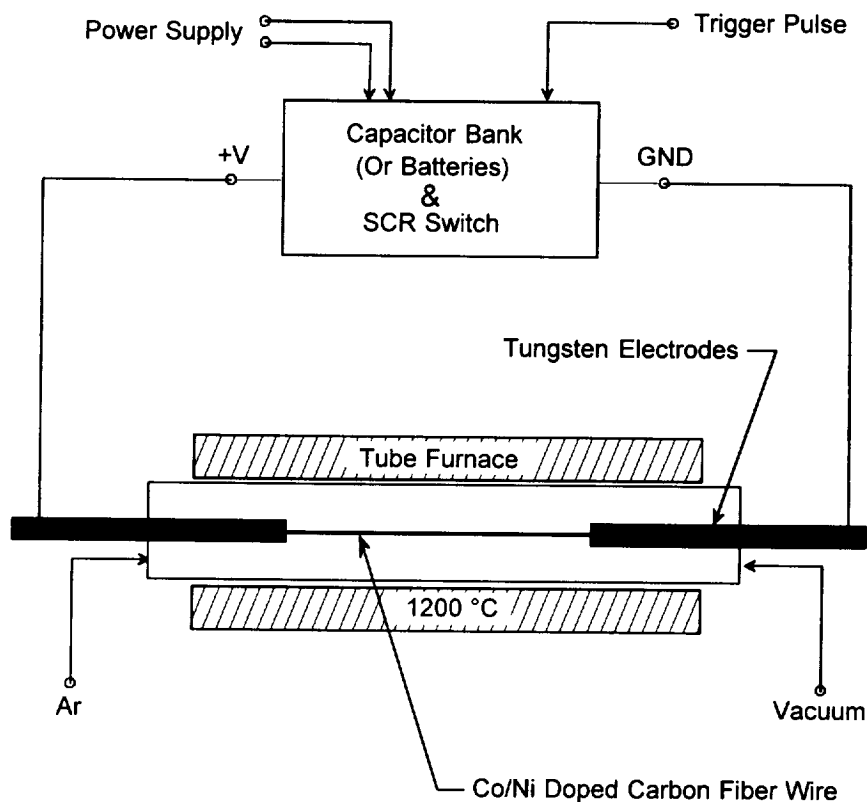 Power Supply
Trigger Pulse
Capacitor Bank
(Or Batteries)
&
SCR Switch
+V
GND
Tungsten Electrodes
Tube Furnace
1200 °C
Ar
Vacuum
Co/Ni Doped Carbon Fiber Wire